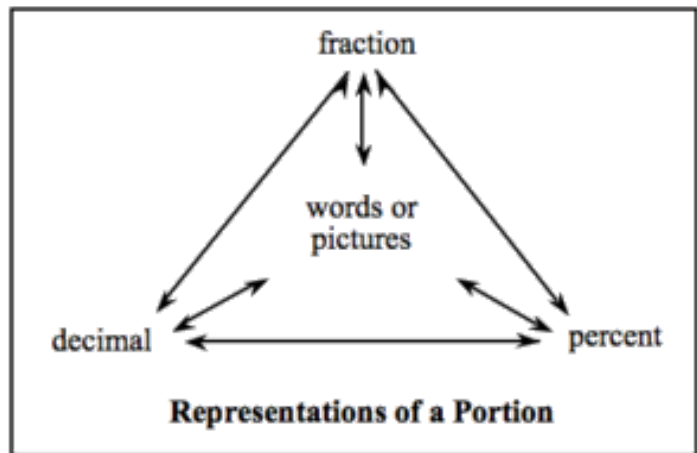 fraction
words or
pictures
decimal
percent
Representations of a Portion